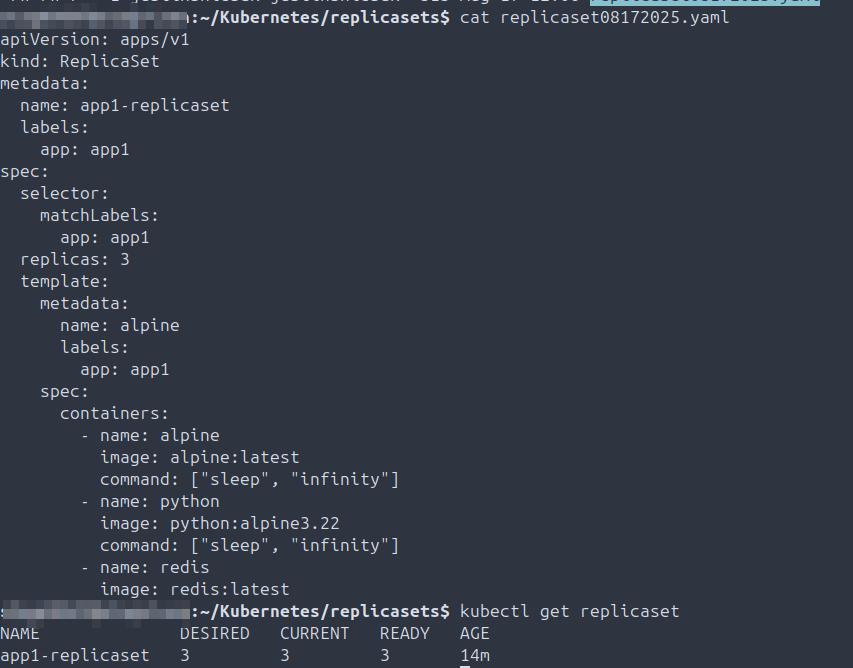 :~/Kubernetes/replicasets$ cat replicaset08172025.yaml
apiVersion: apps/v1
kind: ReplicaSet
metadata:
  name: app1-replicaset
  labels:
    app: app1
spec:
  selector:
    matchLabels:
      app: app1
  replicas: 3
  template:
    metadata:
      name: alpine
      labels:
        app: app1
    spec:
      containers:
        - name: alpine
          image: alpine:latest
          command: ["sleep", "infinity"]
        - name: python
          image: python:alpine3.22
          command: ["sleep", "infinity"]
        - name: redis
          image: redis:latest
:~/Kubernetes/replicasets$ kubectl get replicaset
NAME              DESIRED   CURRENT   READY   AGE
app1-replicaset   3         3         3       14m